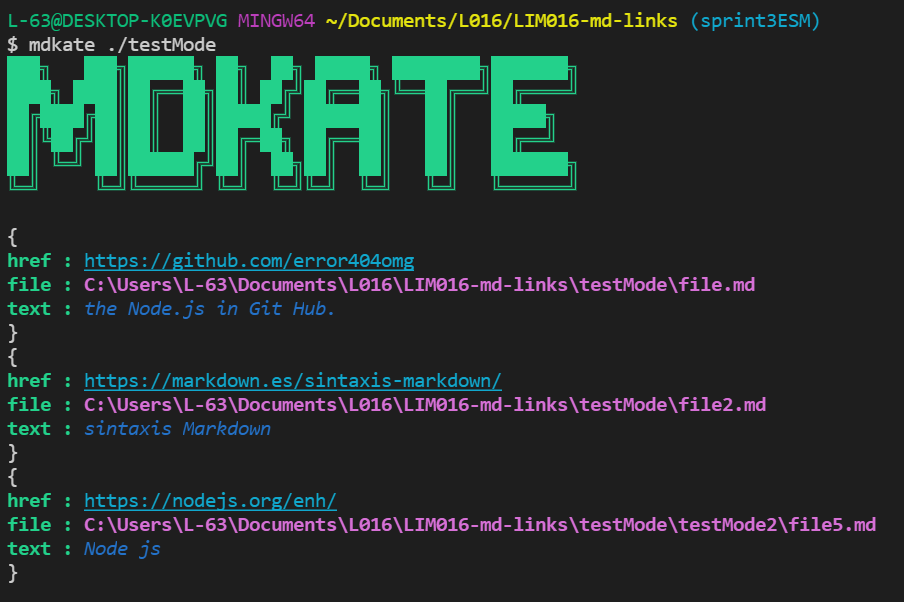 L-63@DESKTOP-K0EVPVG MINGW64 ~/Documents/L016/LIM016-md-links (sprint3ESM)
$ mdkate ./testMode
MDKATE
{
href : https://github.com/error404omg
file : C:\Users\L-63\Documents\L016\LIM016-md-links\testMode\file.md
text : the Node.js in Git Hub.
}
{
href : https://markdown.es/sintaxis-markdown/
file : C:\Users\L-63\Documents\L016\LIM016-md-links\testMode\file2.md
text : sintaxis Markdown
}
{
href : https://nodejs.org/enh/
file : C:\Users\L-63\Documents\L016\LIM016-md-links\testMode\testMode2\file5.md
text : Node js
}